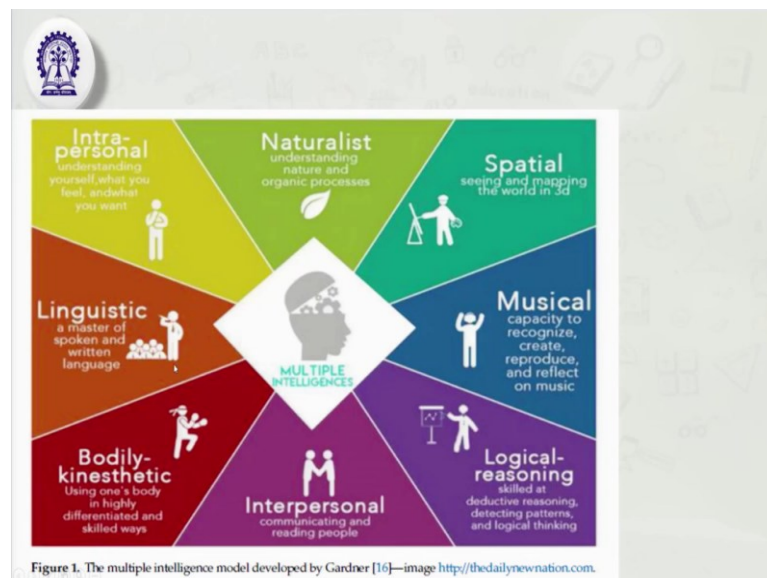 Intra-
personal
understanding
yourself,what you
feel, andwhat
you want
Naturalist
understanding
nature and
organic processes
Spatial
seeing and mapping
the world in 3d
Linguistic
a master of
spoken and
written
language
MULTIPLE
INTELLIGENCES
Musical
capacity to
recognize,
create,
reproduce,
and reflect
on music
Bodily-
kinesthetic
Using one's body
in highly
differentiated and
skilled ways
Interpersonal
communicating and
reading people
Logical-
reasoning
skilled at
deductive reasoning,
detecting patterns,
and logical thinking
Figure 1. The multiple intelligence model developed by Gardner [16]—image http://thedailynewnation.com.